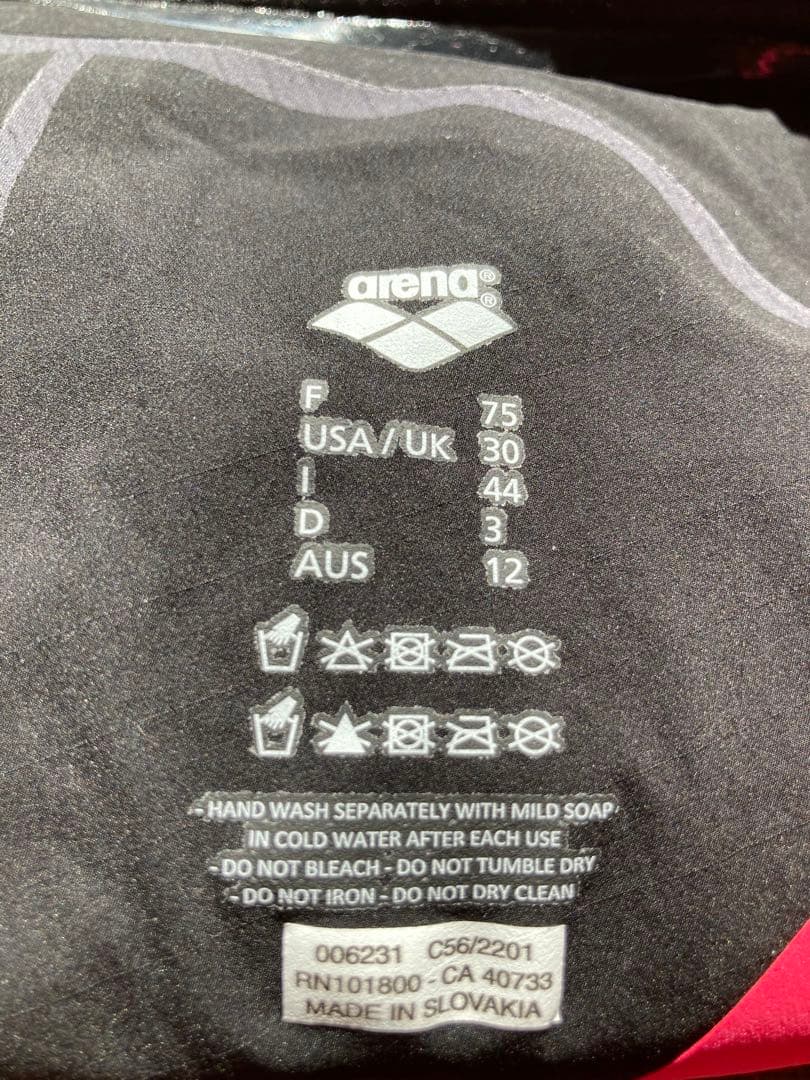 arena®
®
F 75
USA/UK 30
I 44
D 3
AUS 12
- HAND WASH SEPARATELY WITH MILD SOAP
IN COLD WATER AFTER EACH USE
- DO NOT BLEACH - DO NOT TUMBLE DRY
- DO NOT IRON - DO NOT DRY CLEAN
006231 C56/2201
RN101800 - CA 40733
MADE IN SLOVAKIA